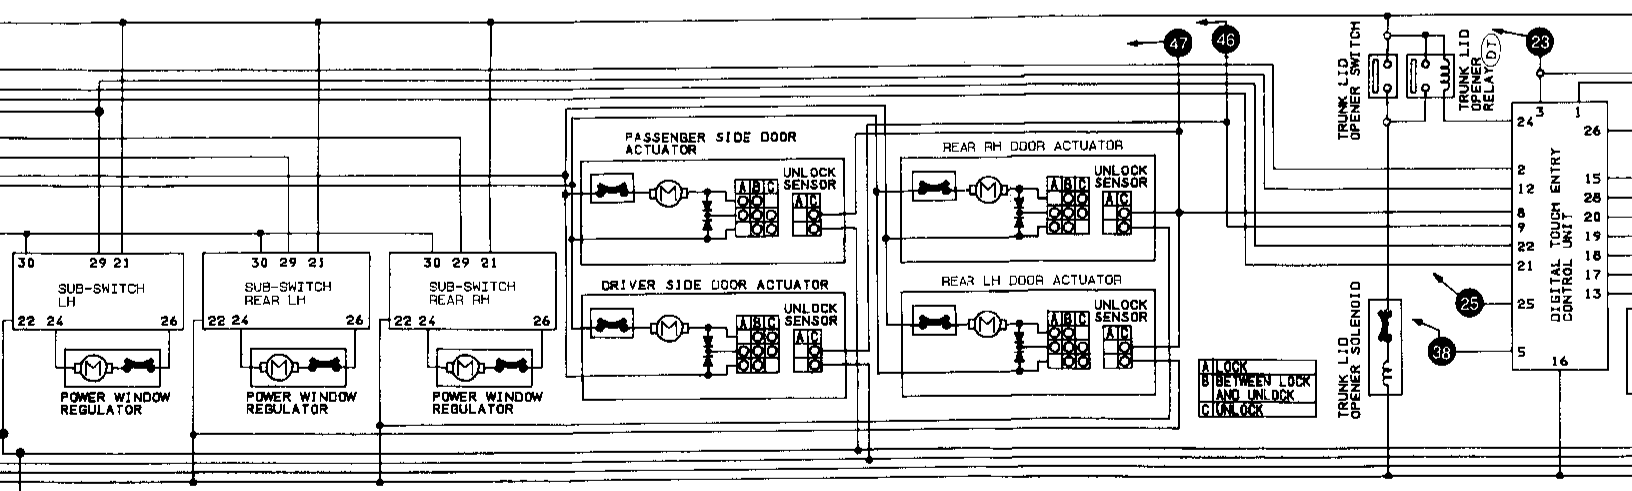 47
46
23
TRUNK LID
OPENER SWITCH
TRUNK LID
OPENER
RELAY DT
3
1
24
26
PASSENGER SIDE DOOR
ACTUATOR
UNLOCK
SENSOR
A B C
A C
REAR RH DOOR ACTUATOR
UNLOCK
SENSOR
A B C
A C
M
M
2
12
8
9
22
21
25
5
16
15
28
20
19
18
17
13
DIGITAL TOUCH ENTRY
CONTROL UNIT
30 29 21
SUB-SWITCH
LH
22 24 26
30 29 21
SUB-SWITCH
REAR LH
22 24 26
30 29 21
SUB-SWITCH
REAR RH
22 24 26
DRIVER SIDE DOOR ACTUATOR
UNLOCK
SENSOR
A B C
A C
REAR LH DOOR ACTUATOR
UNLOCK
SENSOR
A B C
A C
M
M
25
38
TRUNK LID
OPENER SOLENOID
M
POWER WINDOW
REGULATOR
M
POWER WINDOW
REGULATOR
M
POWER WINDOW
REGULATOR
A LOCK
B BETWEEN LOCK
AND UNLOCK
C UNLOCK